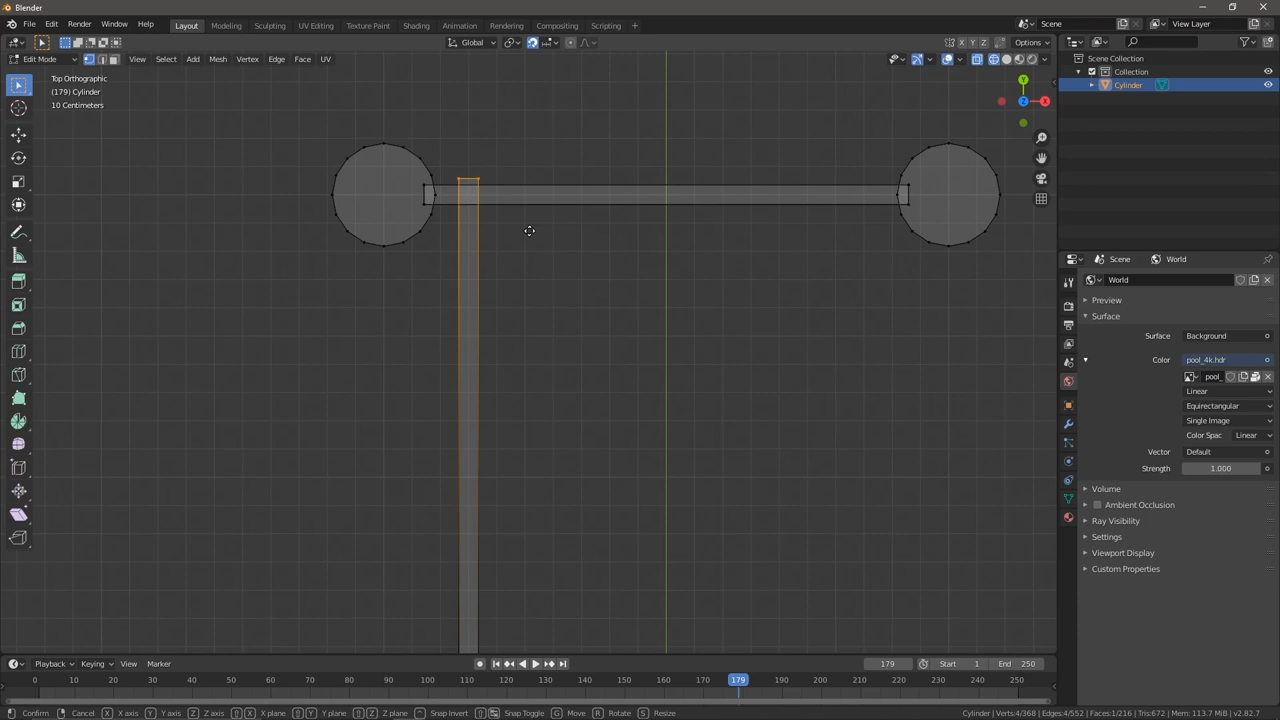 Blender
File Edit Render Window Help Layout Modeling Sculpting UV Editing Texture Paint Shading Animation Rendering Compositing Scripting + Scene View Layer
Global X Y Z Options
Edit Mode View Select Add Mesh Vertex Edge Face UV
Scene Collection
Collection
Cylinder
Top Orthographic
(179) Cylinder
10 Centimeters
Y
Z X
Scene World
World
Preview
Surface
Surface Background
Color pool_4k.hdr
pool_
Linear
Equirectangular
Single Image
Color Spac Linear
Vector Default
Strength 1.000
Volume
Ambient Occlusion
Ray Visibility
Settings
Viewport Display
Custom Properties
Playback Keying View Marker 179 Start 1 End 250
0 10 20 30 40 50 60 70 80 90 100 110 120 130 140 150 160 170 179 190 200 210 220 230 240 250
Confirm Cancel X X axis Y Y axis Z Z axis X X plane Y Y plane Z Z plane Snap Invert Snap Toggle G Move R Rotate S Resize Cylinder | Verts:4/368 | Edges:4/552 | Faces:1/216 | Tris:672 | Mem: 113.7 MiB | v2.82.7